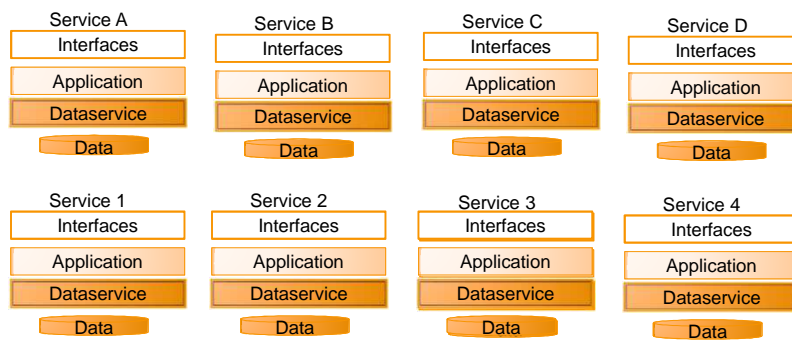 Service A
Interfaces
Application
Dataservice
Data
Service B
Interfaces
Application
Dataservice
Data
Service C
Interfaces
Application
Dataservice
Data
Service D
Interfaces
Application
Dataservice
Data
Service 1
Interfaces
Application
Dataservice
Data
Service 2
Interfaces
Application
Dataservice
Data
Service 3
Interfaces
Application
Dataservice
Data
Service 4
Interfaces
Application
Dataservice
Data